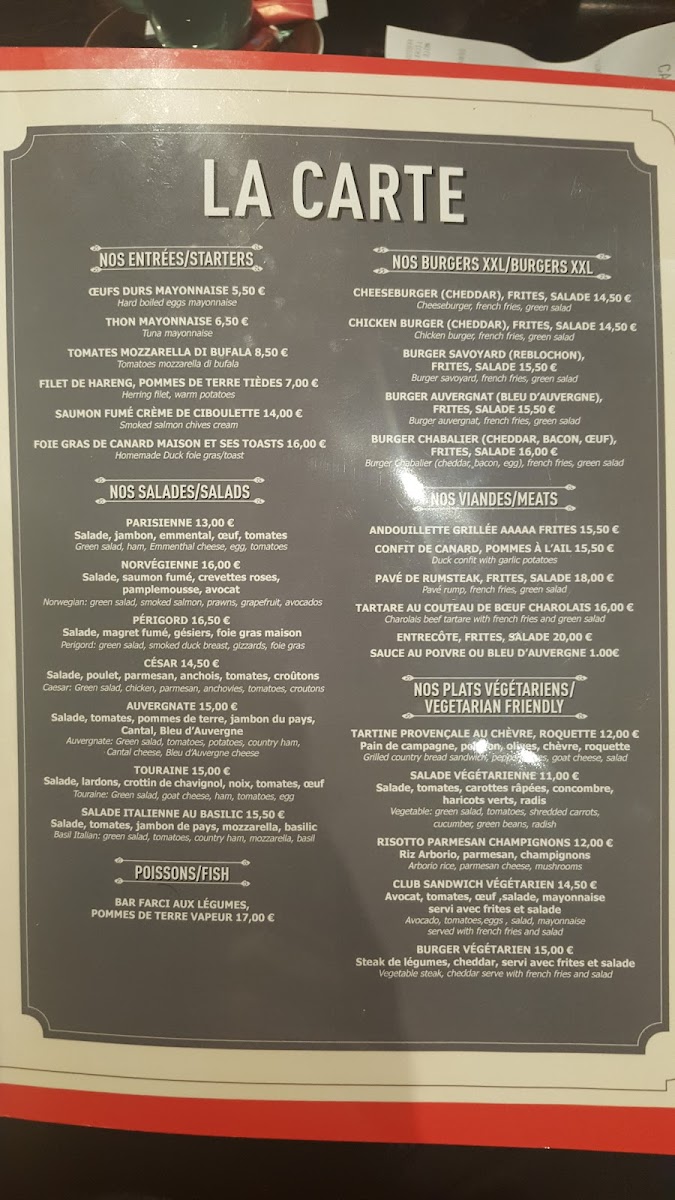 LA CARTE
NOS ENTRÉES/STARTERS
ŒUFS DURS MAYONNAISE 5,50 €
Hard boiled eggs mayonnaise
THON MAYONNAISE 6,50 €
Tuna mayonnaise
TOMATES MOZZARELLA DI BUFALA 8,50 €
Tomatoes mozzarella di bufala
FILET DE HARENG, POMMES DE TERRE TIÈDES 7,00 €
Herring filet, warm potatoes
SAUMON FUMÉ CRÈME DE CIBOULETTE 14,00 €
Smoked salmon chives cream
FOIE GRAS DE CANARD MAISON ET SES TOASTS 16,00 €
Homemade Duck foie gras/toast
NOS SALADES/SALADS
PARISIENNE 13,00 €
Salade, jambon, emmental, œuf, tomates
Green salad, ham, Emmenthal cheese, egg, tomatoes
NORVÉGIENNE 16,00 €
Salade, saumon fumé, crevettes roses,
pamplemousse, avocat
Norwegian: green salad, smoked salmon, prawns, grapefruit, avocados
PÉRIGORD 16,50 €
Salade, magret fumé, gésiers, foie gras maison
Perigord: green salad, smoked duck breast, gizzards, foie gras
CÉSAR 14,50 €
Salade, poulet, parmesan, anchois, tomates, croûtons
Caesar: Green salad, chicken, parmesan, anchovies, tomatoes, croutons
AUVERGNATE 15,00 €
Salade, tomates, pommes de terre, jambon du pays,
Cantal, Bleu d'Auvergne
Auvergnate: Green salad, tomatoes, potatoes, country ham,
Cantal cheese, Bleu d'Auvergne cheese
TOURAINE 15,00 €
Salade, lardons, crottin de chavignol, noix, tomates, œuf
Touraine: Green salad, goat cheese, ham, tomatoes, egg
SALADE ITALIENNE AU BASILIC 15,50 €
Salade, tomates, jambon de pays, mozzarella, basilic
Basil Italian: green salad, tomatoes, country ham, mozzarella, basil
POISSONS/FISH
BAR FARCI AUX LÉGUMES,
POMMES DE TERRE VAPEUR 17,00 €
NOS BURGERS XXL/BURGERS XXL
CHEESEBURGER (CHEDDAR), FRITES, SALADE 14,50 €
Cheeseburger, french fries, green salad
CHICKEN BURGER (CHEDDAR), FRITES, SALADE 14,50 €
Chicken burger, french fries, green salad
BURGER SAVOYARD (REBLOCHON),
FRITES, SALADE 15,50 €
Burger savoyard, french fries, green salad
BURGER AUVERGNAT (BLEU D'AUVERGNE),
FRITES, SALADE 15,50 €
Burger auvergnat, french fries, green salad
BURGER CHABALIER (CHEDDAR, BACON, ŒUF),
FRITES, SALADE 16,00 €
Burger Chabalier (cheddar, bacon, egg), french fries, green salad
NOS VIANDES/MEATS
ANDOUILLETTE GRILLÉE AAAAA FRITES 15,50 €
CONFIT DE CANARD, POMMES À L'AIL 15,50 €
Duck confit with garlic potatoes
PAVÉ DE RUMSTEAK, FRITES, SALADE 18,00 €
Pavé rump, french fries, green salad
TARTARE AU COUTEAU DE BŒUF CHAROLAIS 16,00 €
Charolais beef tartare with french fries and green salad
ENTRECÔTE, FRITES, SALADE 20,00 €
SAUCE AU POIVRE OU BLEU D'AUVERGNE 1.00€
NOS PLATS VÉGÉTARIENS/
VEGETARIAN FRIENDLY
TARTINE PROVENÇALE AU CHÈVRE, ROQUETTE 12,00 €
Pain de campagne, olives, chèvre, roquette
Grilled country bread sandwich, olives, goat cheese, salad
SALADE VÉGÉTARIENNE 11,00 €
Salade, tomates, carottes râpées, concombre,
haricots verts, radis
Vegetable: green salad, tomatoes, shredded carrots,
cucumber, green beans, radish
RISOTTO PARMESAN CHAMPIGNONS 12,00 €
Riz Arborio, parmesan, champignons
Arborio rice, parmesan cheese, mushrooms
CLUB SANDWICH VÉGÉTARIEN 14,50 €
Avocat, tomates, œuf ,salade, mayonnaise
servi avec frites et salade
Avocado, tomatoes,eggs , salad, mayonnaise
served with french fries and salad
BURGER VÉGÉTARIEN 15,00 €
Steak de légumes, cheddar, servi avec frites et salade
Vegetable steak, cheddar serve with french fries and salad